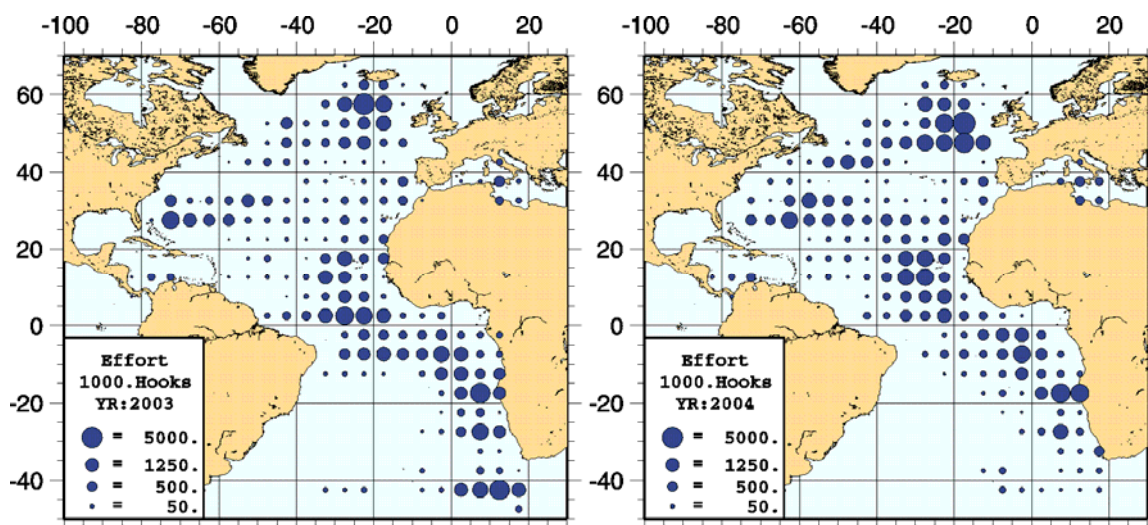 -100 -80 -60 -40 -20 0 20
60
40
20
0
-20
-40
Effort
1000.Hooks
YR:2003
= 5000.
= 1250.
= 500.
= 50.
-100 -80 -60 -40 -20 0 20
60
40
20
0
-20
-40
Effort
1000.Hooks
YR:2004
= 5000.
= 1250.
= 500.
= 50.